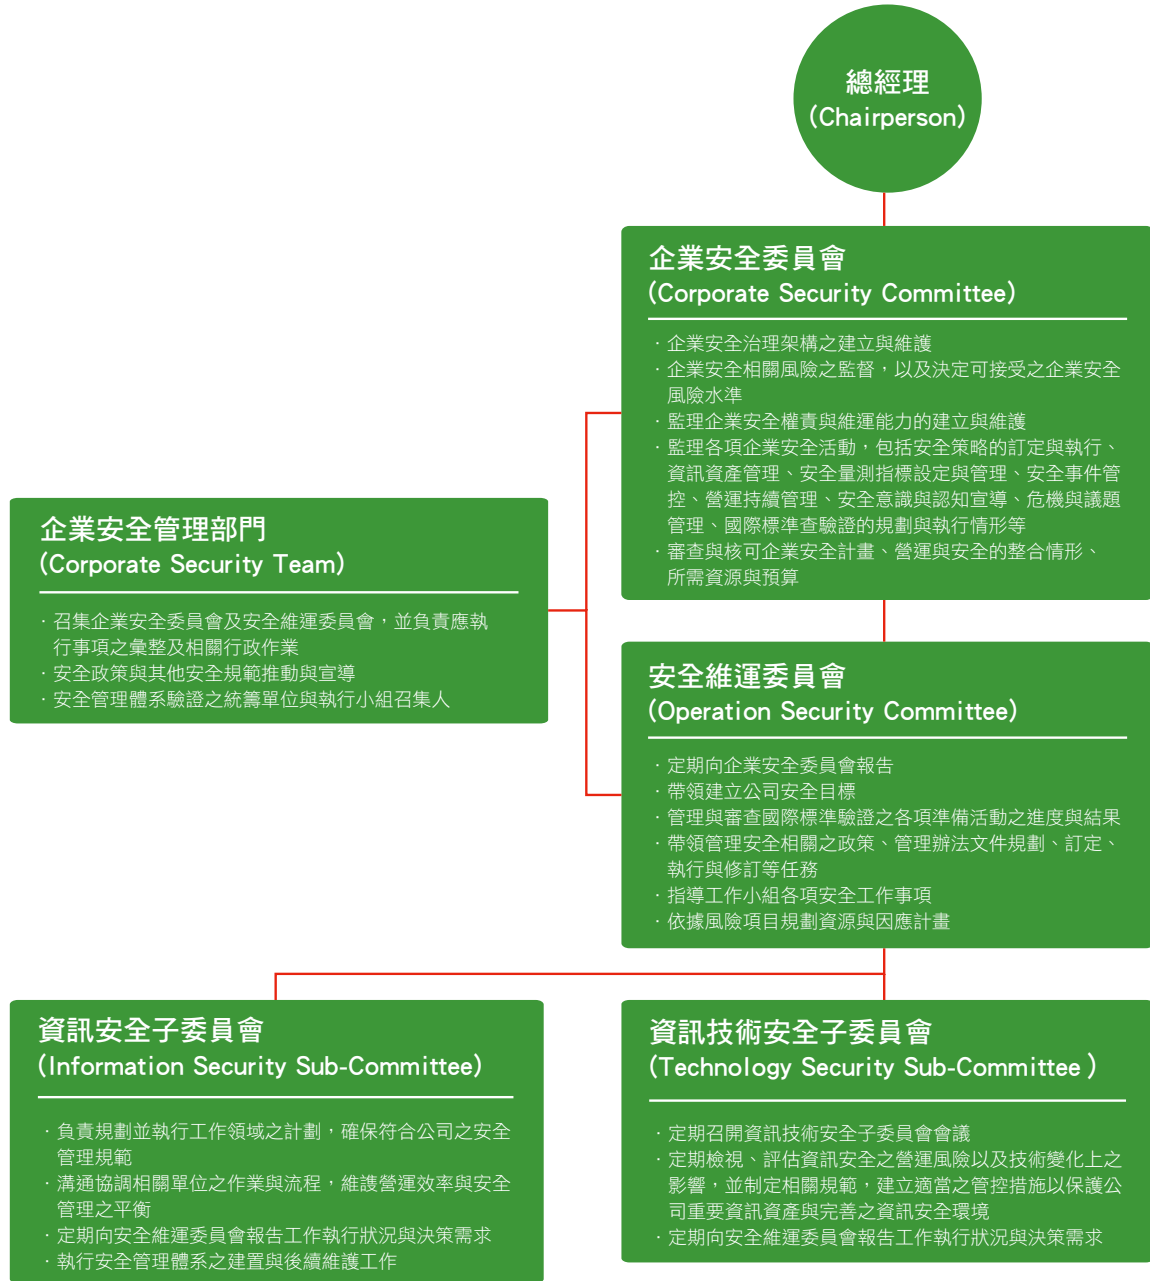 總經理
(Chairperson)
企業安全委員會
(Corporate Security Committee)
· 企業安全治理架構之建立與維護
· 企業安全相關風險之監督，以及決定可接受之企業安全
風險水準
· 監理企業安全權責與維運能力的建立與維護
· 監理各項企業安全活動，包括安全策略的訂定與執行、
資訊資產管理、安全量測指標設定與管理、安全事件管
控、營運持續管理、安全意識與認知宣導、危機與議題
管理、國際標準查驗證的規劃與執行情形等
· 審查與核可企業安全計畫、營運與安全的整合情形、
所需資源與預算
企業安全管理部門
(Corporate Security Team)
· 召集企業安全委員會及安全維運委員會，並負責應執
行事項之彙整及相關行政作業
· 安全政策與其他安全規範推動與宣導
· 安全管理體系驗證之統籌單位與執行小組召集人
安全維運委員會
(Operation Security Committee)
· 定期向企業安全委員會報告
· 帶領建立公司安全目標
· 管理與審查國際標準驗證之各項準備活動之進度與結果
· 帶領管理安全相關之政策、管理辦法文件規劃、訂定、
執行與修訂等任務
· 指導工作小組各項安全工作事項
· 依據風險項目規劃資源與因應計畫
資訊安全子委員會
(Information Security Sub-Committee)
· 負責規劃並執行工作領域之計劃，確保符合公司之安全
管理規範
· 溝通協調相關單位之作業與流程，維謢營運效率與安全
管理之平衡
· 定期向安全維運委員會報告工作執行狀況與決策需求
· 執行安全管理體系之建置與後續維護工作
資訊技術安全子委員會
(Technology Security Sub-Committee )
· 定期召開資訊技術安全子委員會會議
· 定期檢視、評估資訊安全之營運風險以及技術變化上之
影響，並制定相關規範，建立適當之管控措施以保護公
司重要資訊資產與完善之資訊安全環境
· 定期向安全維運委員會報告工作執行狀況與決策需求